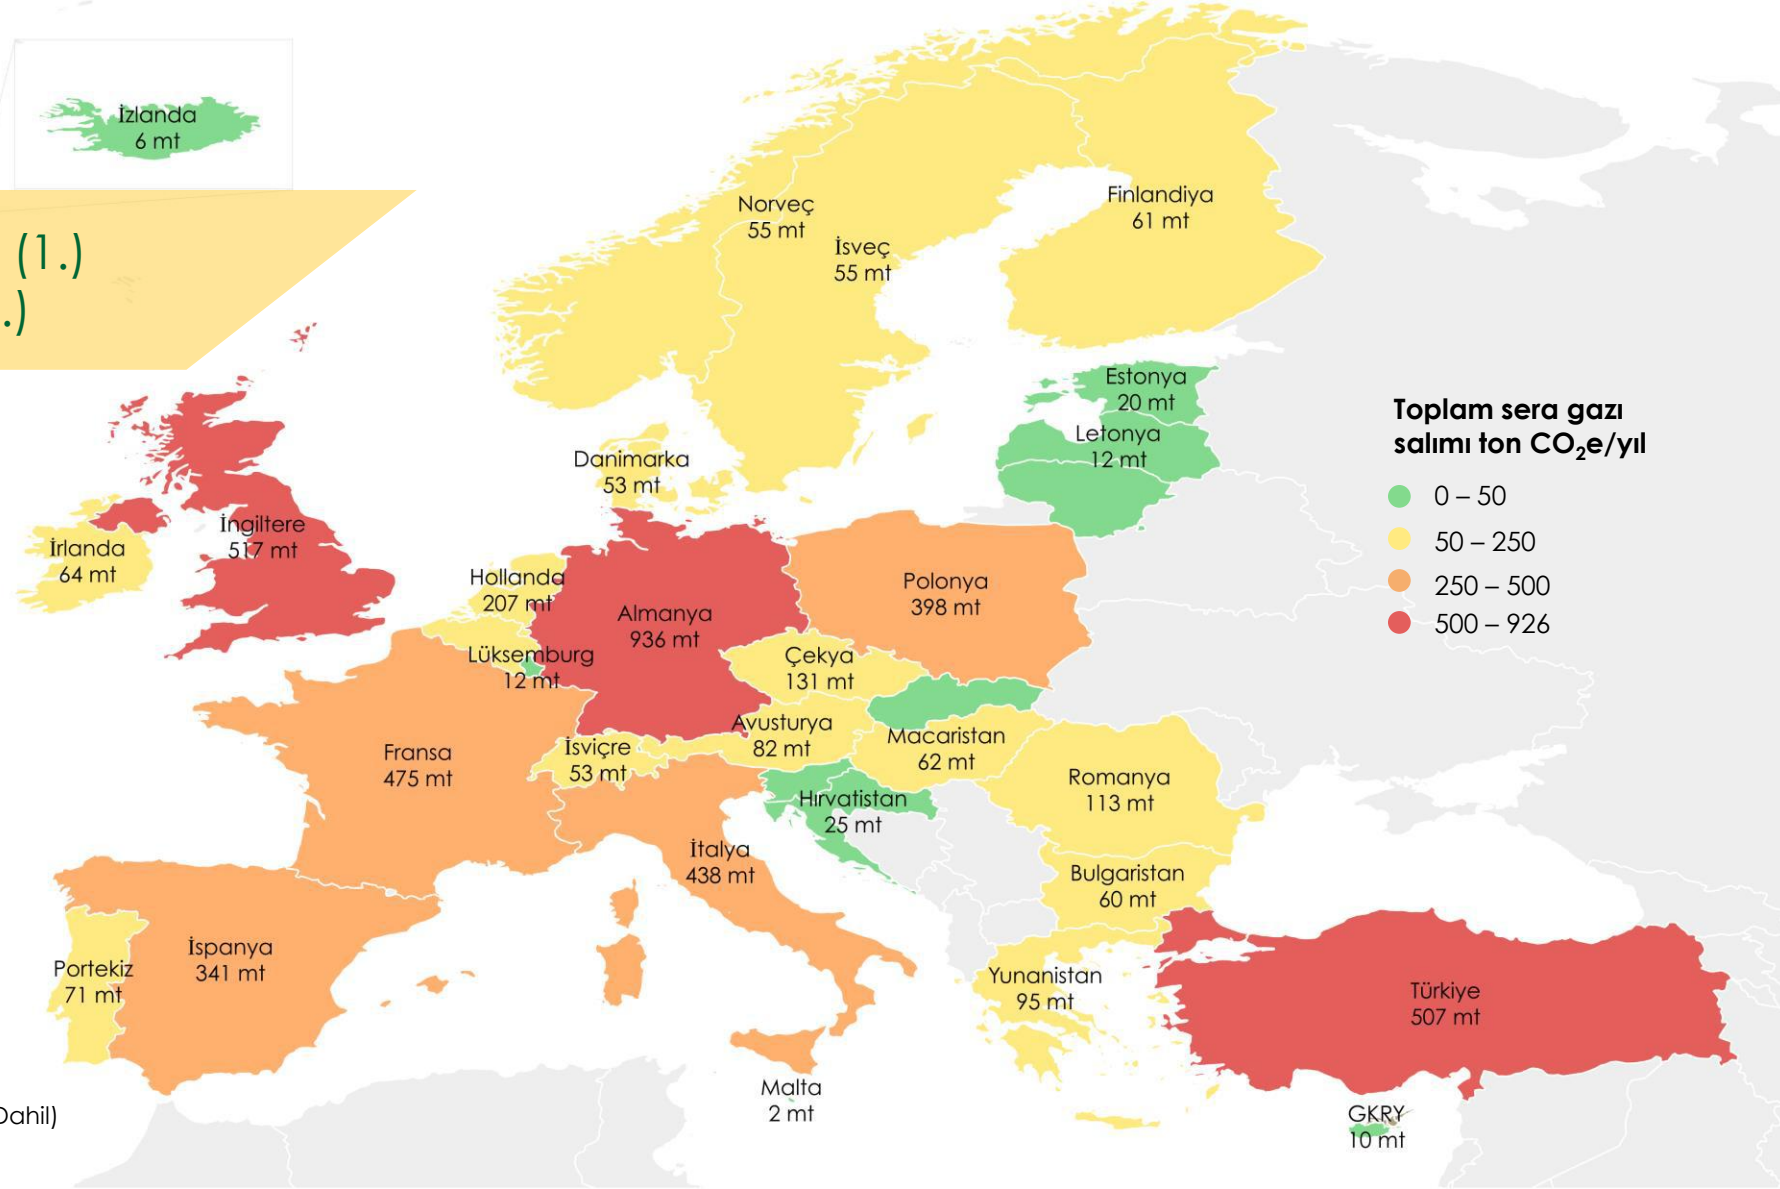 İzlanda
6 mt
(1.)
.)
Norveç
55 mt
İsveç
55 mt
Finlandiya
61 mt
Estonya
20 mt
Letonya
12 mt
Toplam sera gazı
salımı ton CO₂e/yıl
0 – 50
50 – 250
250 – 500
500 – 926
Danimarka
53 mt
İngiltere
517 mt
İrlanda
64 mt
Hollanda
207 mt
Almanya
936 mt
Polonya
398 mt
Lüksemburg
12 mt
Çekya
131 mt
Avusturya
82 mt
Macaristan
62 mt
Fransa
475 mt
İsviçre
53 mt
Romanya
113 mt
Hırvatistan
25 mt
İtalya
438 mt
Bulgaristan
60 mt
İspanya
341 mt
Portekiz
71 mt
Yunanistan
95 mt
Türkiye
507 mt
Malta
2 mt
GKRY
10 mt
Dahil)